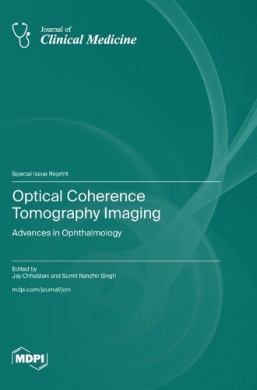 Journal of
Clinical Medicine
Special Issue Reprint
Optical Coherence
Tomography Imaging
Advances in Ophthalmology
Edited by
Jay Chhablani and Sumit Randhir Singh
mdpi.com/journal/jcm
MDPI